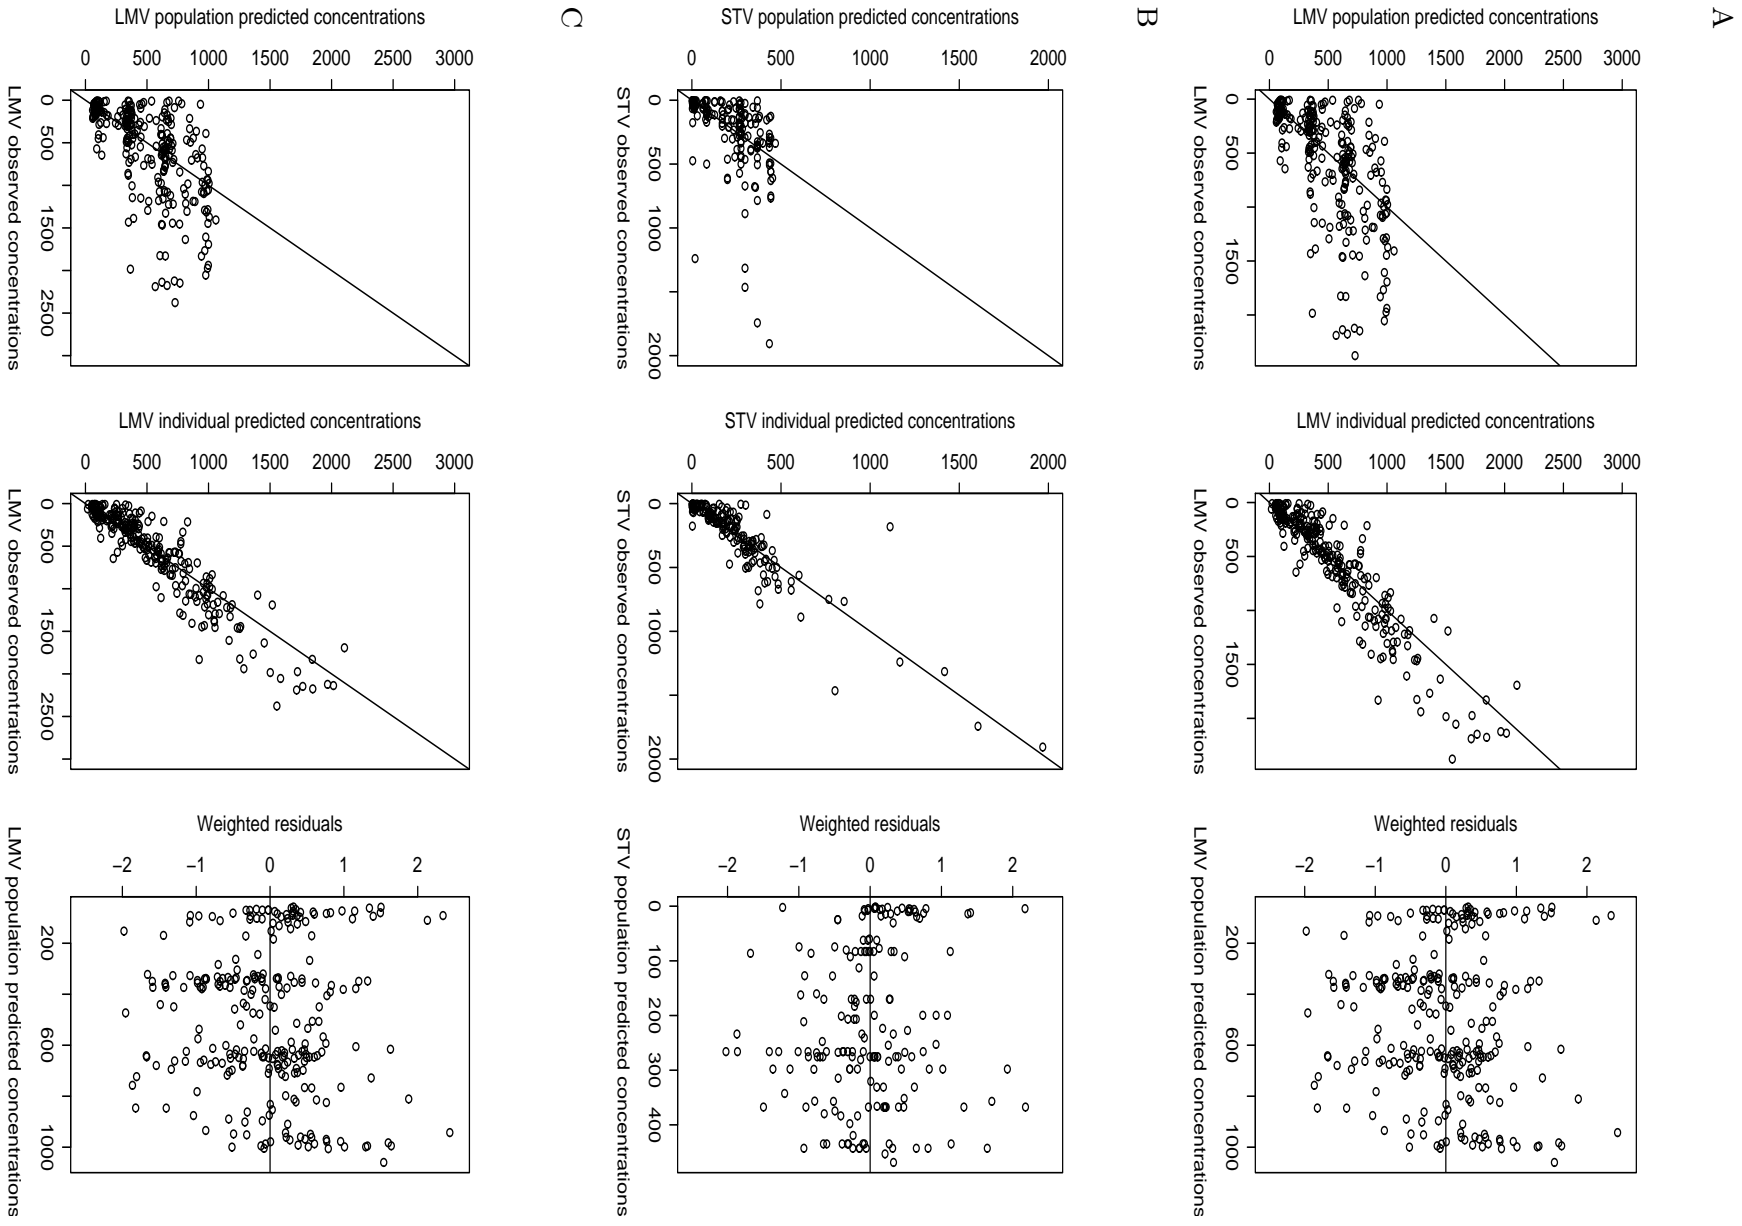 A
LMV population predicted concentrations
0 500 1000 1500 2000 2500 3000
0 500 1500
LMV observed concentrations
LMV individual predicted concentrations
0 500 1000 1500 2000 2500 3000
0 500 1500
LMV observed concentrations
Weighted residuals
−2 −1 0 1 2
200 600 1000
LMV population predicted concentrations
B
STV population predicted concentrations
0 500 1000 1500 2000
0 500 1000 2000
STV observed concentrations
STV individual predicted concentrations
0 500 1000 1500 2000
0 500 1000 2000
STV observed concentrations
Weighted residuals
−2 −1 0 1 2
0 100 200 300 400
STV population predicted concentrations
C
LMV population predicted concentrations
0 500 1000 1500 2000 2500 3000
0 500 1500 2500
LMV observed concentrations
LMV individual predicted concentrations
0 500 1000 1500 2000 2500 3000
0 500 1500 2500
LMV observed concentrations
Weighted residuals
−2 −1 0 1 2
200 600 1000
LMV population predicted concentrations